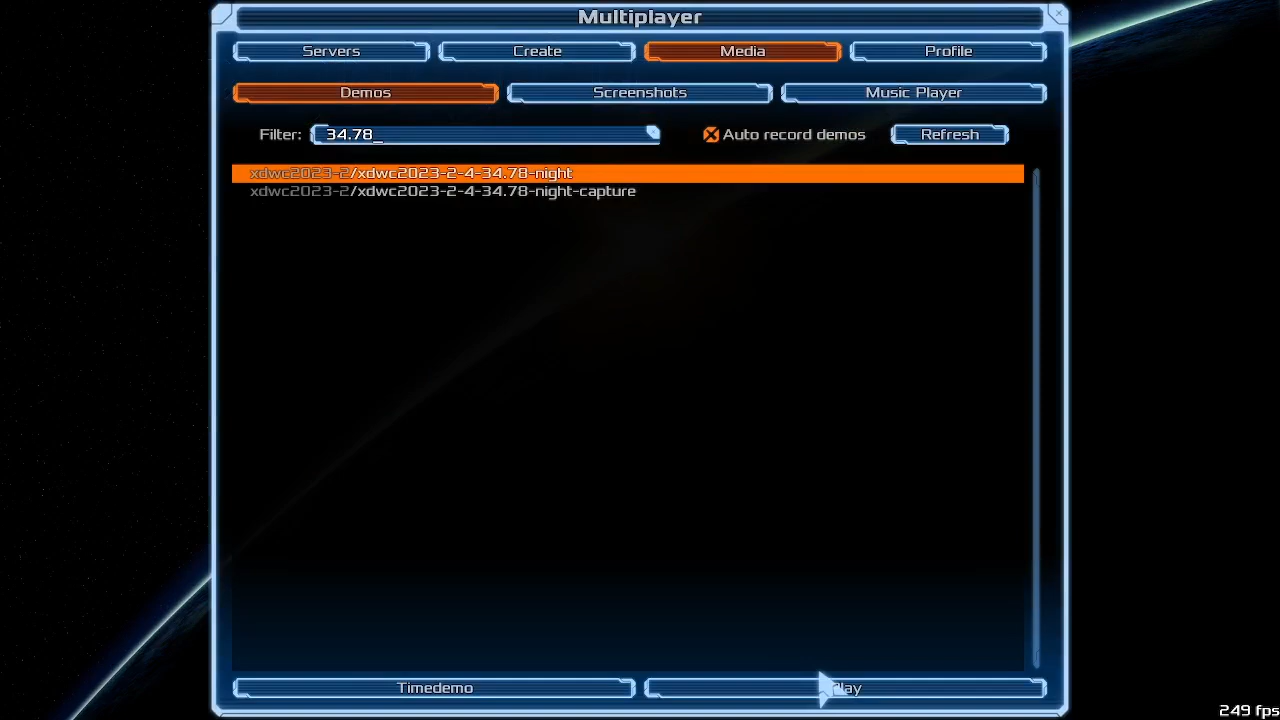 Multiplayer
Servers Create Media Profile
Demos Screenshots Music Player
Filter: 34.78_ Auto record demos Refresh
xdwc2023-2/xdwc2023-2-4-34.78-night
xdwc2023-2/xdwc2023-2-4-34.78-night-capture
Timedemo Play
249 fps